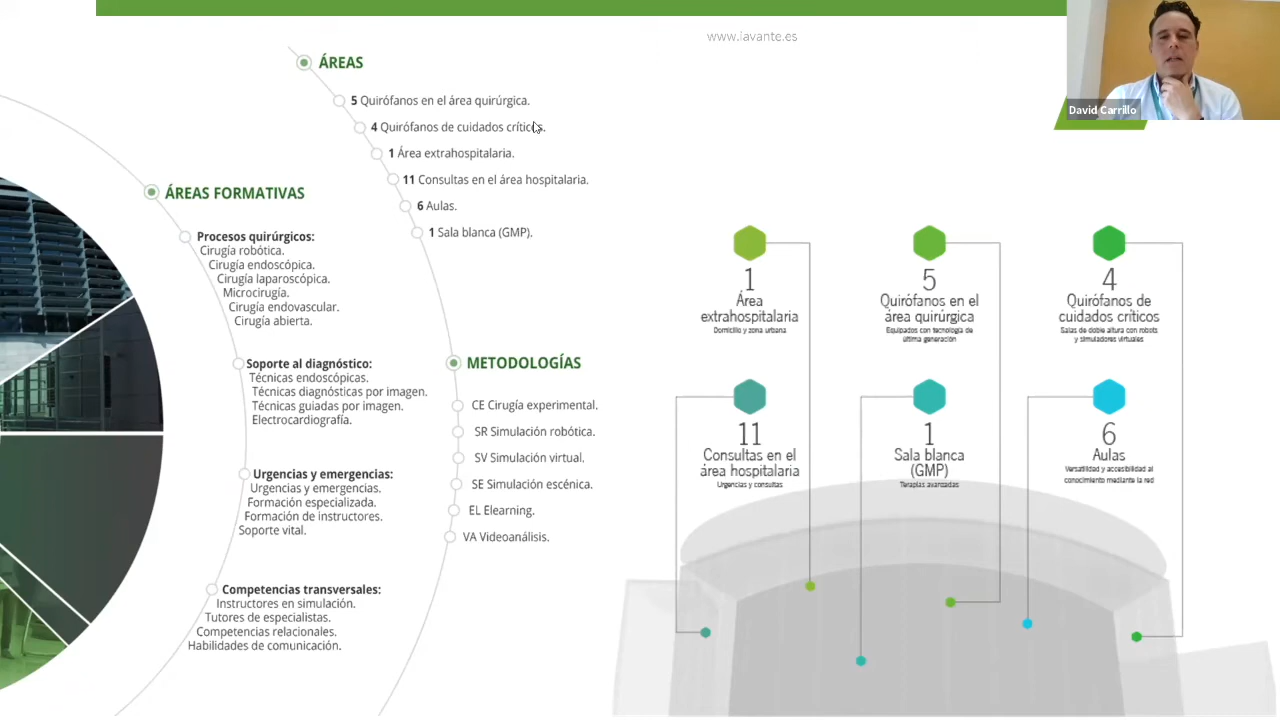 www.iavante.es
David Carrillo
ÁREAS
5 Quirófanos en el área quirúrgica.
4 Quirófanos de cuidados críticos.
1 Área extrahospitalaria.
11 Consultas en el área hospitalaria.
6 Aulas.
1 Sala blanca (GMP).
ÁREAS FORMATIVAS
Procesos quirúrgicos:
Cirugía robótica.
Cirugía endoscópica.
Cirugía laparoscópica.
Microcirugía.
Cirugía endovascular.
Cirugía abierta.
Soporte al diagnóstico:
Técnicas endoscópicas.
Técnicas diagnósticas por imagen.
Técnicas guiadas por imagen.
Electrocardiografía.
Urgencias y emergencias:
Urgencias y emergencias.
Formación especializada.
Formación de instructores.
Soporte vital.
Competencias transversales:
Instructores en simulación.
Tutores de especialistas.
Competencias relacionales.
Habilidades de comunicación.
METODOLOGÍAS
CE Cirugía experimental.
SR Simulación robótica.
SV Simulación virtual.
SE Simulación escénica.
EL Elearning.
VA Videoanálisis.
1
Área
extrahospitalaria
Domicilio y zona urbana
5
Quirófanos en el
área quirúrgica
Equipados con tecnología de
última generación
4
Quirófanos de
cuidados críticos
Salas de doble altura con robots
y simuladores virtuales
11
Consultas en el
área hospitalaria
Urgencias y consultas
1
Sala blanca
(GMP)
Terapias avanzadas
6
Aulas
Versatilidad y accesibilidad al
conocimiento mediante la red